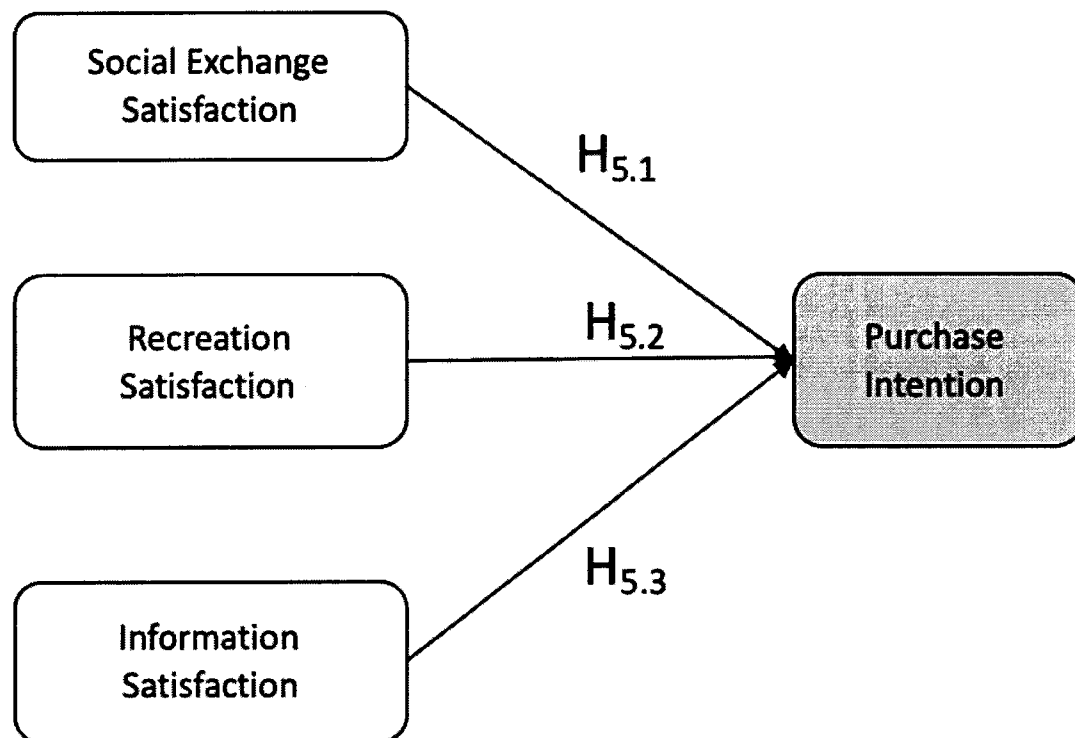 Social Exchange
Satisfaction
H5.1
Recreation
Satisfaction
H5.2
Purchase
Intention
H5.3
Information
Satisfaction